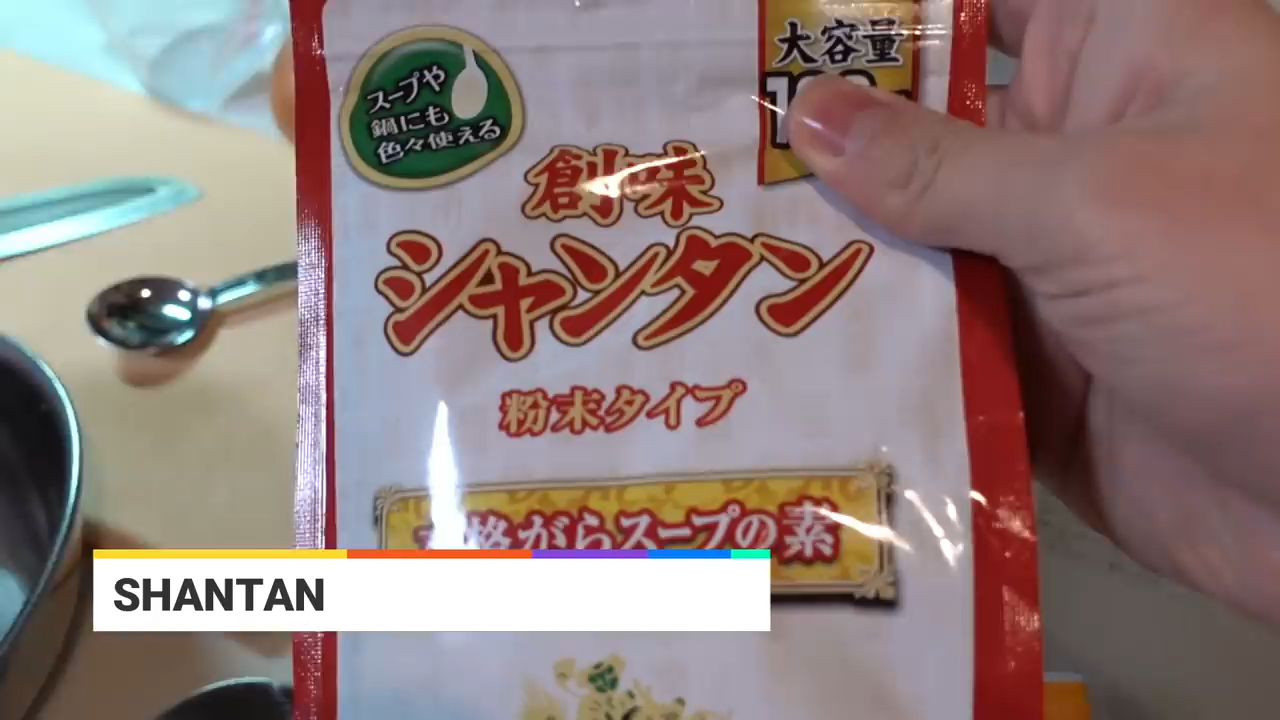 大容量
スープや
鍋にも
色々使える
創味
シャンタン
粉末タイプ
格がらスープの素
SHANTAN